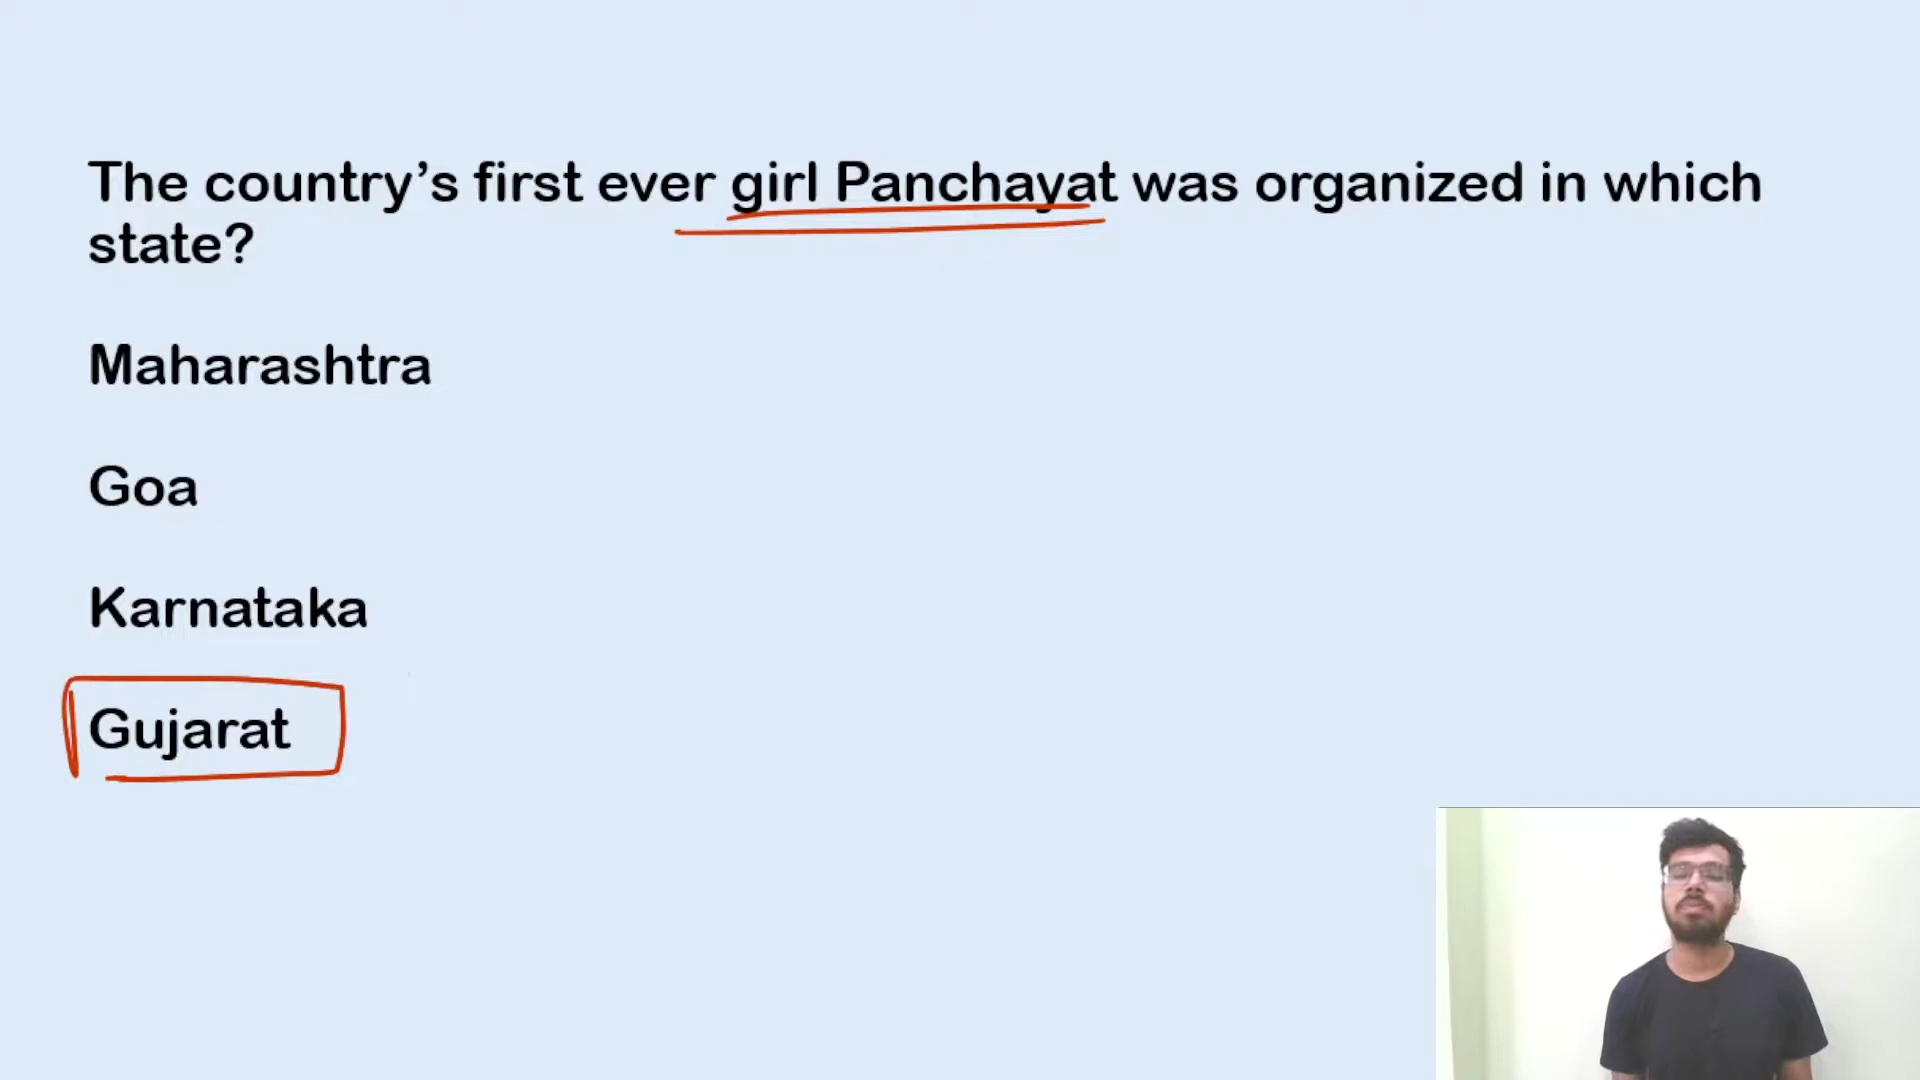 The country’s first ever girl Panchayat was organized in which
state?
Maharashtra
Goa
Karnataka
Gujarat